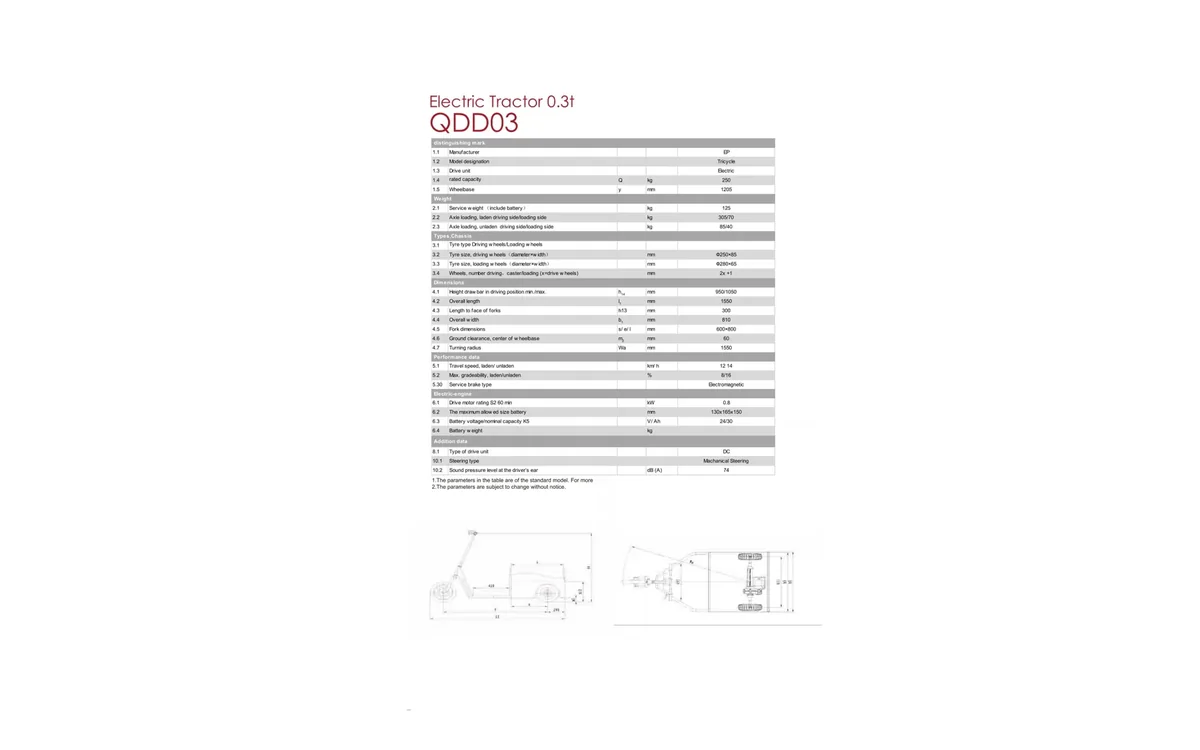 Electric Tractor 0.3t
QDD03
distinguishing mark
1.1 Manufacturer EP
1.2 Model designation Tricycle
1.3 Drive unit Electric
1.4 rated capacity Q kg 250
1.5 Wheelbase y mm 1205
Weight
2.1 Service weight （include battery） kg 125
2.2 Axle loading, laden driving side/loading side kg 305/70
2.3 Axle loading, unladen driving side/loading side kg 85/40
Types, Chassis
3.1 Tyre type Driving wheels/Loading wheels
3.2 Tyre size, driving wheels（diameter×width） mm Φ250×85
3.3 Tyre size, loading wheels（diameter×width） mm Φ280×65
3.4 Wheels, number driving，caster/loading (x=drive wheels) mm 2x +1
Dimensions
4.1 Height drawbar in driving position min./max. h14 mm 950/1050
4.2 Overall length l1 mm 1550
4.3 Length to face of forks h13 mm 300
4.4 Overall width b1 mm 810
4.5 Fork dimensions s/ e/ l mm 600×800
4.6 Ground clearance, center of wheelbase m2 mm 60
4.7 Turning radius Wa mm 1550
Performance data
5.1 Travel speed, laden/ unladen km/ h 12 14
5.2 Max. gradeability, laden/unladen % 8/16
5.30 Service brake type Electromagnetic
Electric-engine
6.1 Drive motor rating S2 60 min kW 0.8
6.2 The maximum allowed size battery mm 130x165x150
6.3 Battery voltage/nominal capacity K5 V/ Ah 24/30
6.4 Battery weight kg
Addition data
8.1 Type of drive unit DC
10.1 Steering type Machanical Steering
10.2 Sound pressure level at the driver's ear dB (A) 74
1.The parameters in the table are of the standard model. For more
2.The parameters are subject to change without notice.